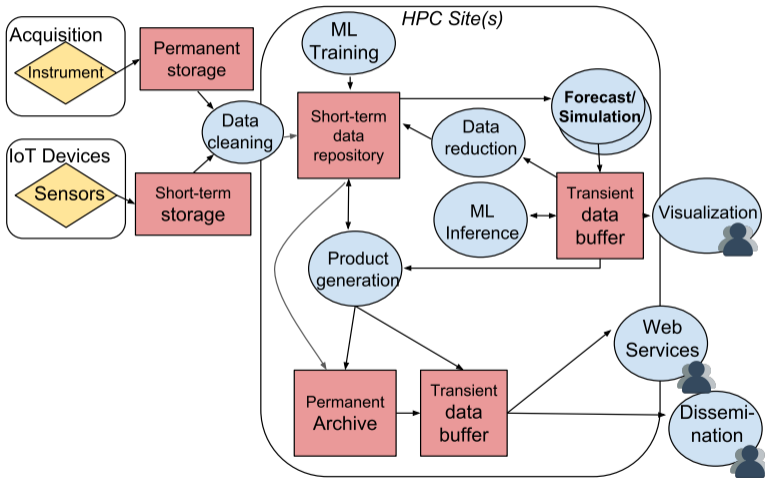 HPC Site(s)
Acquisition
Instrument
Permanent
storage
ML
Training
Forecast/
Simulation
Data
cleaning
Short-term
data
repository
Data
reduction
IoT Devices
Sensors
Short-term
storage
ML
Inference
Transient
data
buffer
Visualization
Product
generation
Web
Services
Permanent
Archive
Transient
data
buffer
Dissemi-
nation